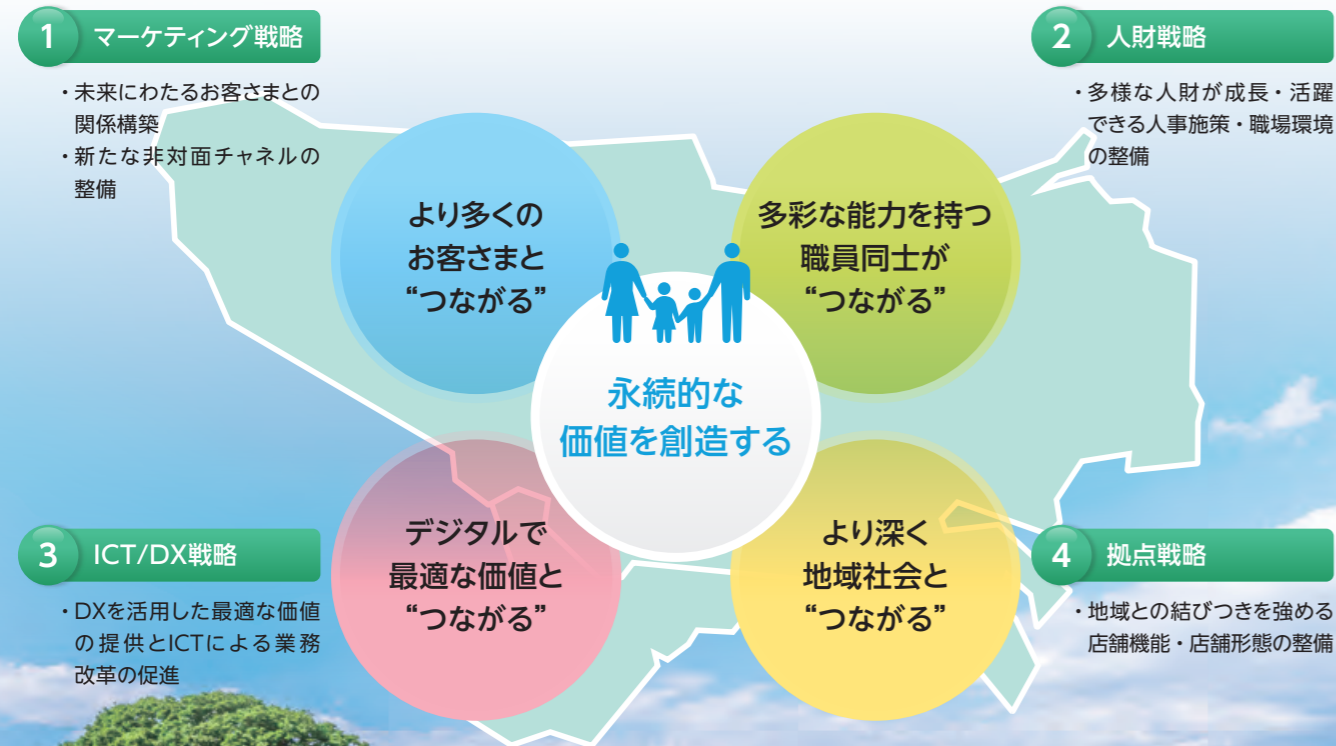 1 マーケティング戦略
・未来にわたるお客さまとの
関係構築
・新たな非対面チャネルの
整備
2 人財戦略
・多様な人財が成長・活躍
できる人事施策・職場環境
の整備
より多くの
お客さまと
“つながる”
多彩な能力を持つ
職員同士が
“つながる”
永続的な
価値を創造する
3 ICT/DX戦略
・DXを活用した最適な価値
の提供とICTによる業務
改革の促進
デジタルで
最適な価値と
“つながる”
より深く
地域社会と
“つながる”
4 拠点戦略
・地域との結びつきを強める
店舗機能・店舗形態の整備